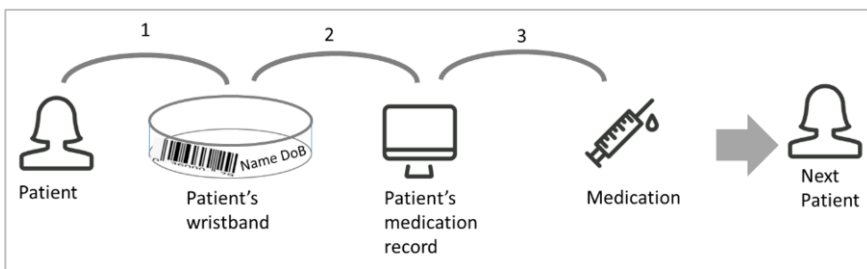 1
2
3
Name DoB
Patient
Patient's
wristband
Patient's
medication
record
Medication
Next
Patient